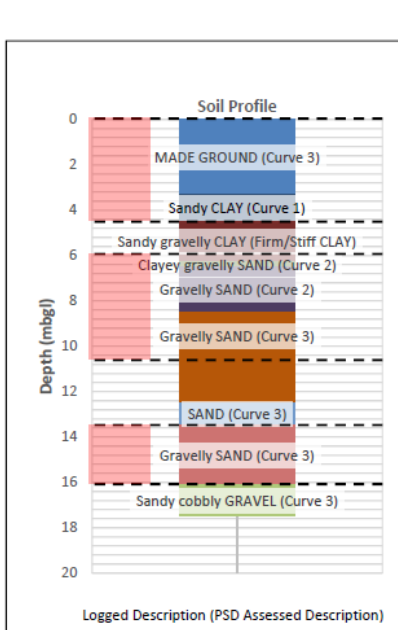 Soil Profile
0
MADE GROUND (Curve 3)
2
4
Sandy CLAY (Curve 1)
Sandy gravelly CLAY (Firm/Stiff CLAY)
6
Clayey gravelly SAND (Curve 2)
Gravelly SAND (Curve 2)
8
Depth (mbgl)
Gravelly SAND (Curve 3)
10
12
SAND (Curve 3)
14
Gravelly SAND (Curve 3)
16
Sandy cobbly GRAVEL (Curve 3)
18
20
Logged Description (PSD Assessed Description)